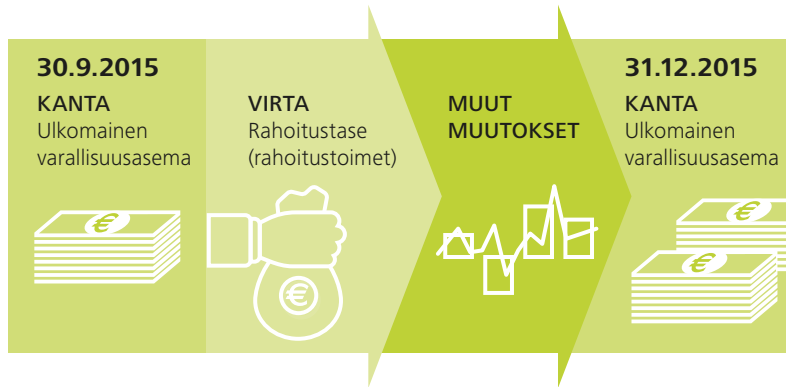 30.9.2015
KANTA
Ulkomainen
varallisuusasema
VIRTA
Rahoitustase
(rahoitustoimet)
MUUT
MUUTOKSET
31.12.2015
KANTA
Ulkomainen
varallisuusasema
€
€
€
€